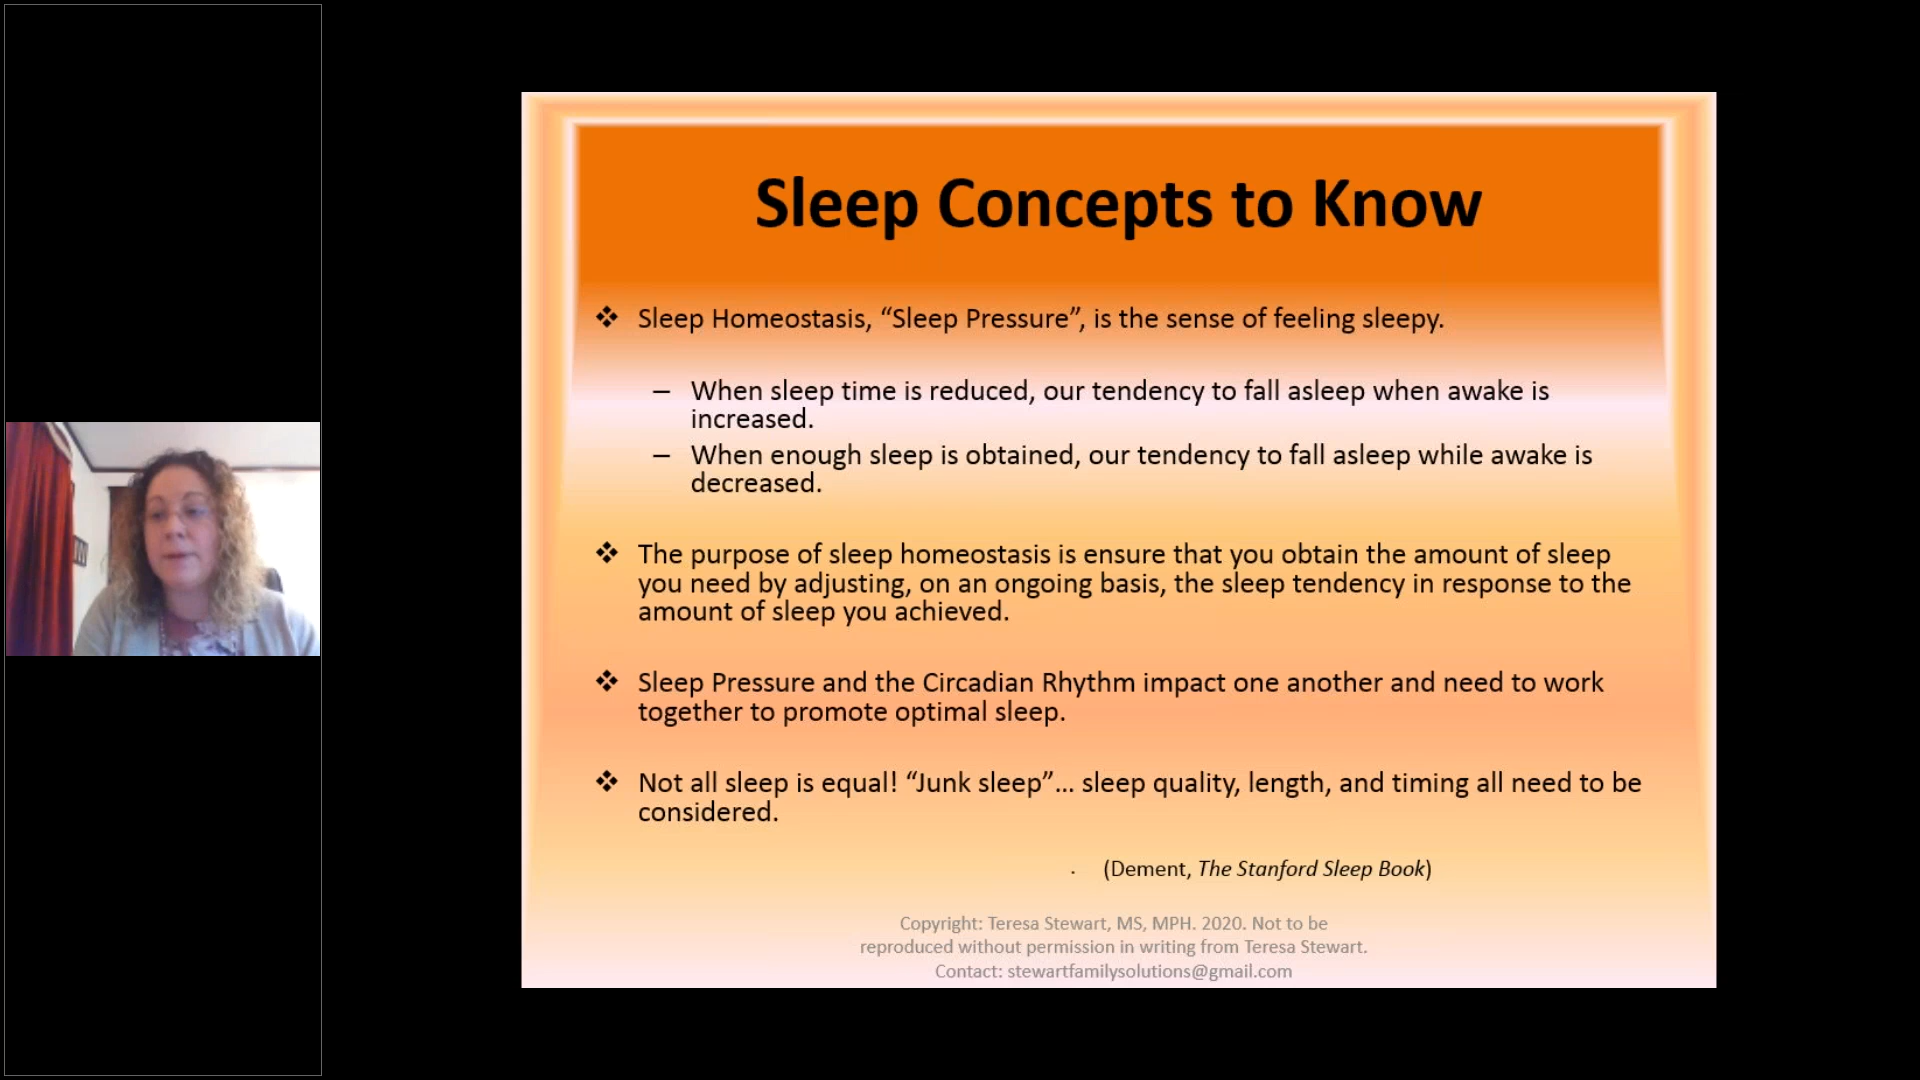 Sleep Concepts to Know
❖ Sleep Homeostasis, “Sleep Pressure”, is the sense of feeling sleepy.
– When sleep time is reduced, our tendency to fall asleep when awake is
increased.
– When enough sleep is obtained, our tendency to fall asleep while awake is
decreased.
❖ The purpose of sleep homeostasis is ensure that you obtain the amount of sleep
you need by adjusting, on an ongoing basis, the sleep tendency in response to the
amount of sleep you achieved.
❖ Sleep Pressure and the Circadian Rhythm impact one another and need to work
together to promote optimal sleep.
❖ Not all sleep is equal! “Junk sleep”... sleep quality, length, and timing all need to be
considered.
. (Dement, The Stanford Sleep Book)
Copyright: Teresa Stewart, MS, MPH. 2020. Not to be
reproduced without permission in writing from Teresa Stewart.
Contact: stewartfamilysolutions@gmail.com